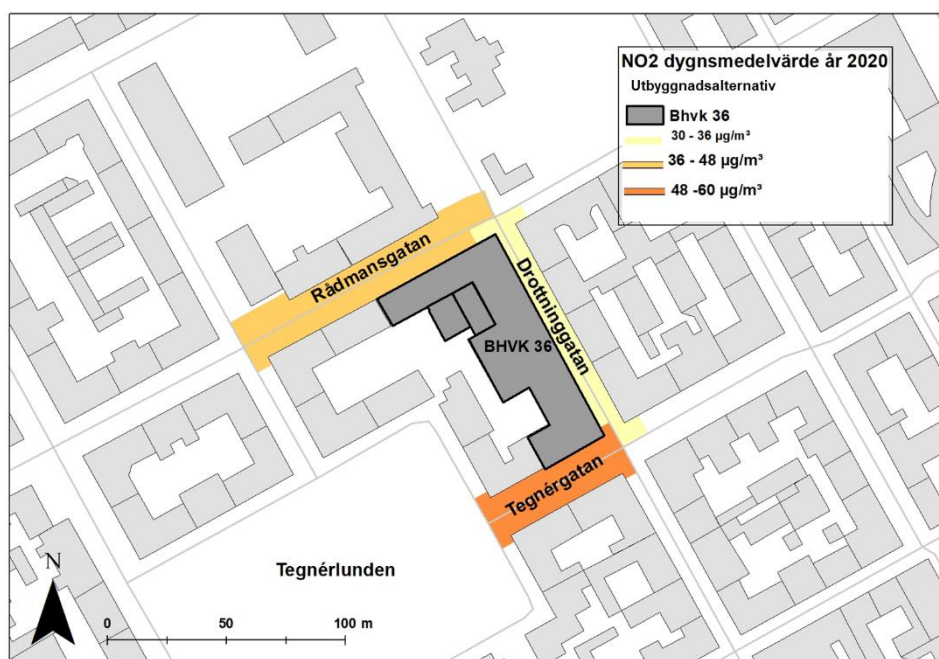 NO2 dygnsmedelvärde år 2020
Utbyggnadsalternativ
Bhvk 36
30 - 36 µg/m³
36 - 48 µg/m³
48 -60 µg/m³
Rådmansgatan
Drottninggatan
BHVK 36
Tegnérgatan
Tegnérlunden
N
0 50 100 m